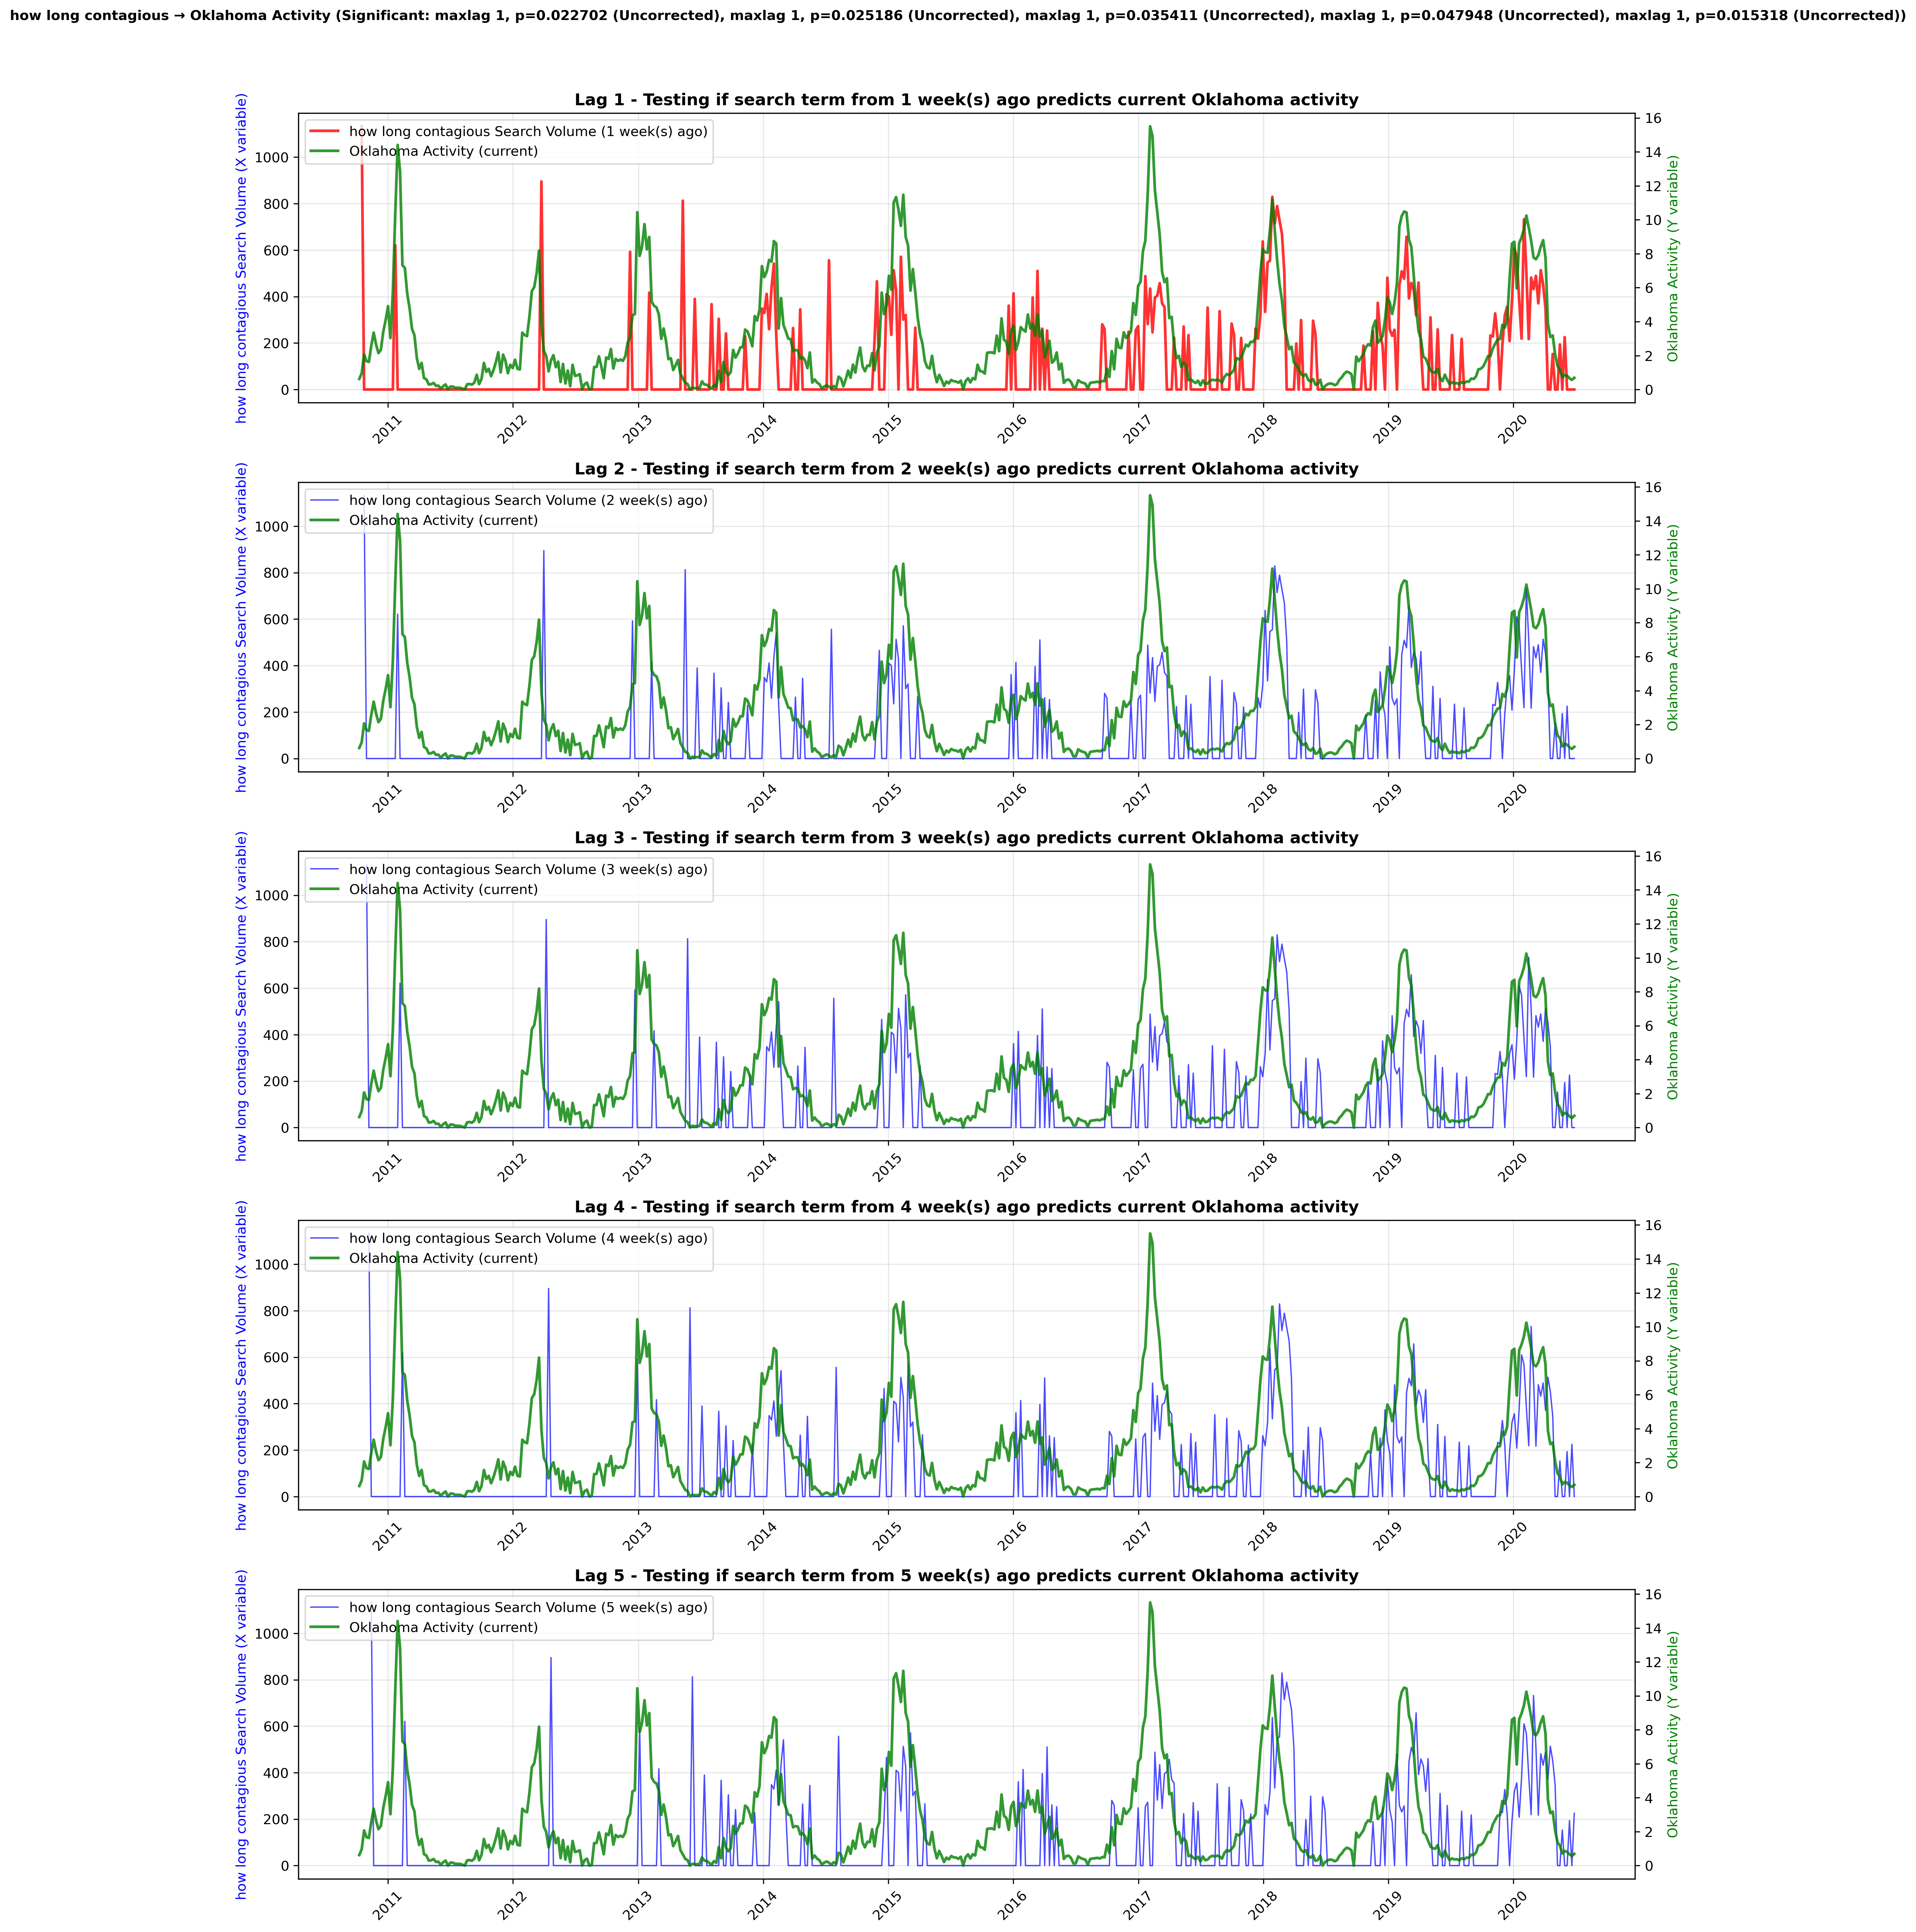 how long contagious → Oklahoma Activity (Significant: maxlag 1, p=0.022702 (Uncorrected), maxlag 1, p=0.025186 (Uncorrected), maxlag 1, p=0.035411 (Uncorrected), maxlag 1, p=0.047948 (Uncorrected), maxlag 1, p=0.015318 (Uncorrected))
Lag 1 - Testing if search term from 1 week(s) ago predicts current Oklahoma activity
how long contagious Search Volume (X variable)
how long contagious Search Volume (1 week(s) ago)
Oklahoma Activity (current)
1000
800
600
400
200
0
16
14
12
10
8
6
4
2
0
Oklahoma Activity (Y variable)
2011 2012 2013 2014 2015 2016 2017 2018 2019 2020
Lag 2 - Testing if search term from 2 week(s) ago predicts current Oklahoma activity
how long contagious Search Volume (X variable)
how long contagious Search Volume (2 week(s) ago)
Oklahoma Activity (current)
1000
800
600
400
200
0
16
14
12
10
8
6
4
2
0
Oklahoma Activity (Y variable)
2011 2012 2013 2014 2015 2016 2017 2018 2019 2020
Lag 3 - Testing if search term from 3 week(s) ago predicts current Oklahoma activity
how long contagious Search Volume (X variable)
how long contagious Search Volume (3 week(s) ago)
Oklahoma Activity (current)
1000
800
600
400
200
0
16
14
12
10
8
6
4
2
0
Oklahoma Activity (Y variable)
2011 2012 2013 2014 2015 2016 2017 2018 2019 2020
Lag 4 - Testing if search term from 4 week(s) ago predicts current Oklahoma activity
how long contagious Search Volume (X variable)
how long contagious Search Volume (4 week(s) ago)
Oklahoma Activity (current)
1000
800
600
400
200
0
16
14
12
10
8
6
4
2
0
Oklahoma Activity (Y variable)
2011 2012 2013 2014 2015 2016 2017 2018 2019 2020
Lag 5 - Testing if search term from 5 week(s) ago predicts current Oklahoma activity
how long contagious Search Volume (X variable)
how long contagious Search Volume (5 week(s) ago)
Oklahoma Activity (current)
1000
800
600
400
200
0
16
14
12
10
8
6
4
2
0
Oklahoma Activity (Y variable)
2011 2012 2013 2014 2015 2016 2017 2018 2019 2020